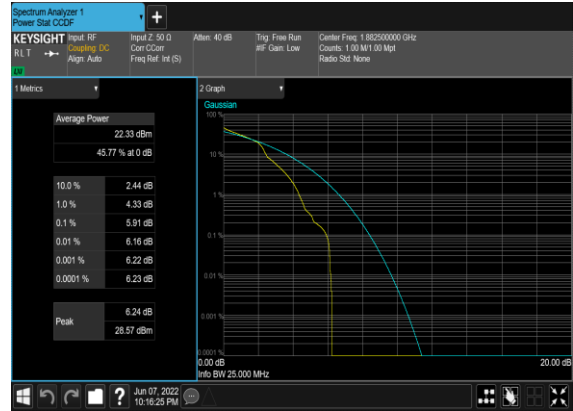 Spectrum Analyzer 1
Power Stat CCDF
KEYSIGHT
RLT
LXI
Input: RF
Coupling: DC
Align: Auto
Input Z: 50 Ω
Corr CCorr
Freq Ref: Int (S)
Atten: 40 dB
Trig: Free Run
#IF Gain: Low
Center Freq: 1.882500000 GHz
Counts: 1.00 M/1.00 Mpt
Radio Std: None
1 Metrics
Average Power
22.33 dBm
45.77 % at 0 dB
10.0 % 2.44 dB
1.0 % 4.33 dB
0.1 % 5.91 dB
0.01 % 6.16 dB
0.001 % 6.22 dB
0.0001 % 6.23 dB
Peak
6.24 dB
28.57 dBm
2 Graph
Gaussian
100 %
10 %
1 %
0.1 %
0.01 %
0.001 %
0.0001 %
0.00 dB
20.00 dB
Info BW 25.000 MHz
?
Jun 07, 2022
10:16:25 PM